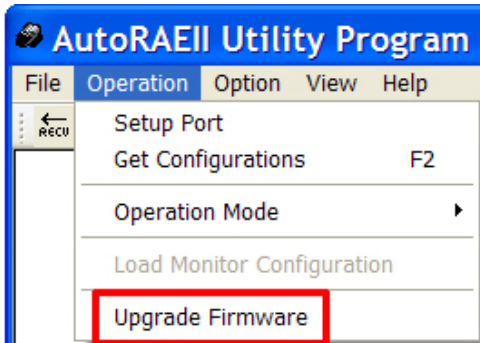 AutoRAEII Utility Program
File Operation Option View Help
RECV
Setup Port
Get Configurations F2
Operation Mode
Load Monitor Configuration
Upgrade Firmware